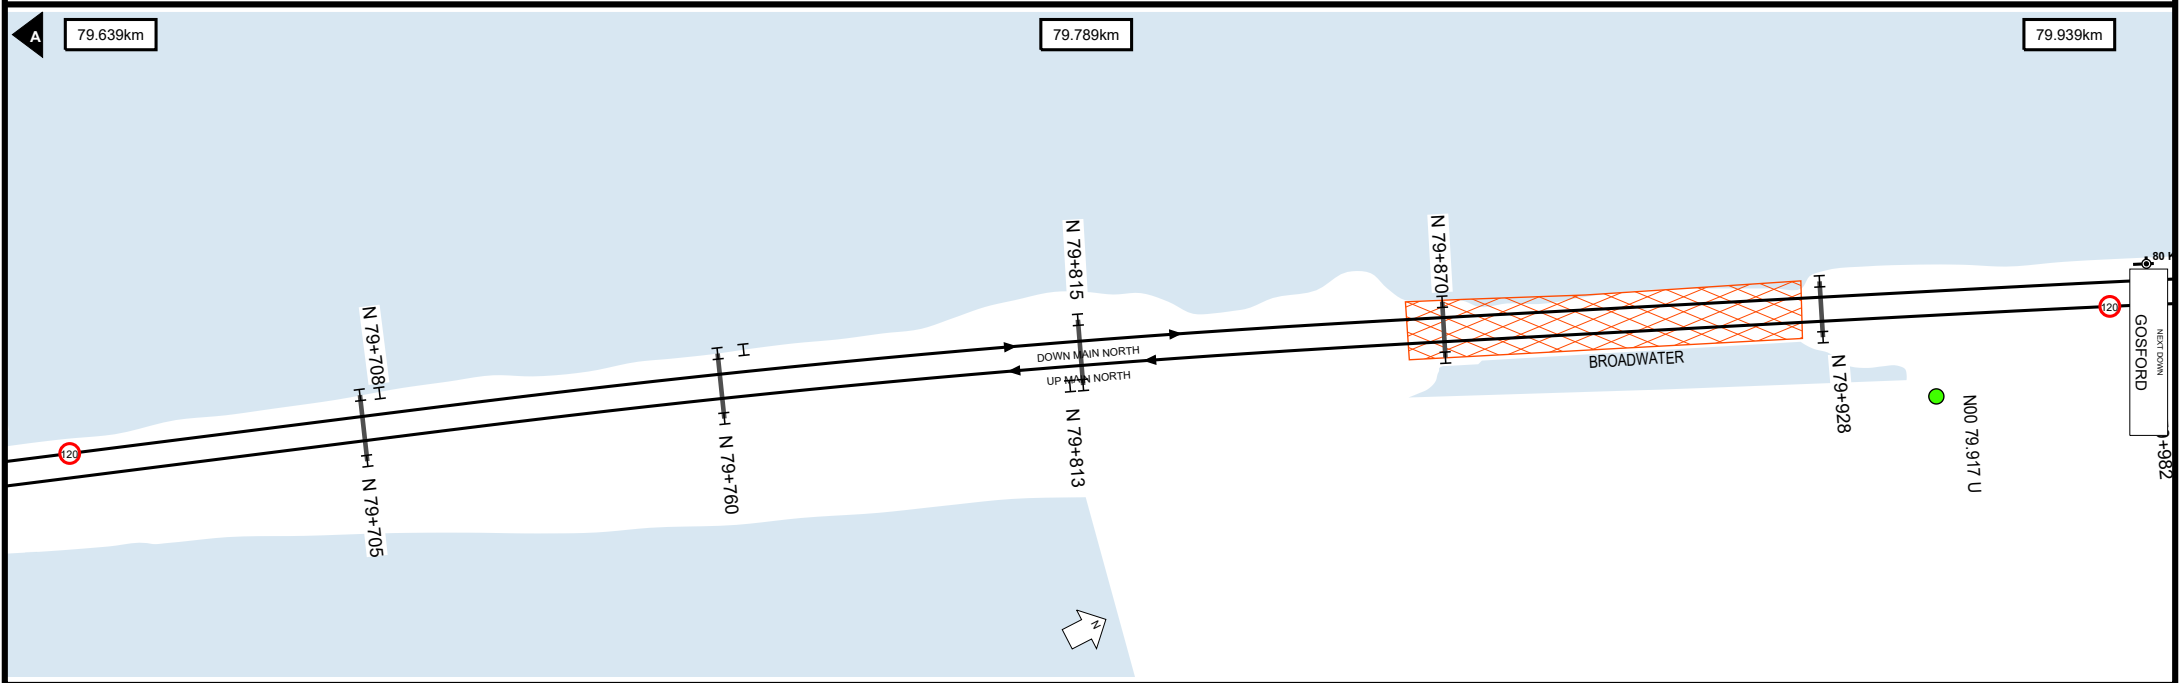 A
79.639km
79.789km
79.939km
N 79+708
N 79+705
N 79+760
N 79+815
N 79+813
DOWN MAIN NORTH
UP MAIN NORTH
N 79+870
BROADWATER
N 79+928
N00 79.917 U
120
120
80 K
NEXT DOWN
GOSFORD
+982
N